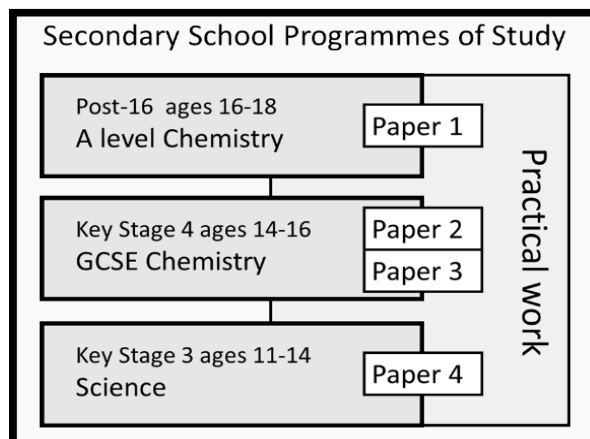 Secondary School Programmes of Study
Post-16 ages 16-18
A level Chemistry
Paper 1
Key Stage 4 ages 14-16
GCSE Chemistry
Paper 2
Paper 3
Key Stage 3 ages 11-14
Science
Paper 4
Practical work